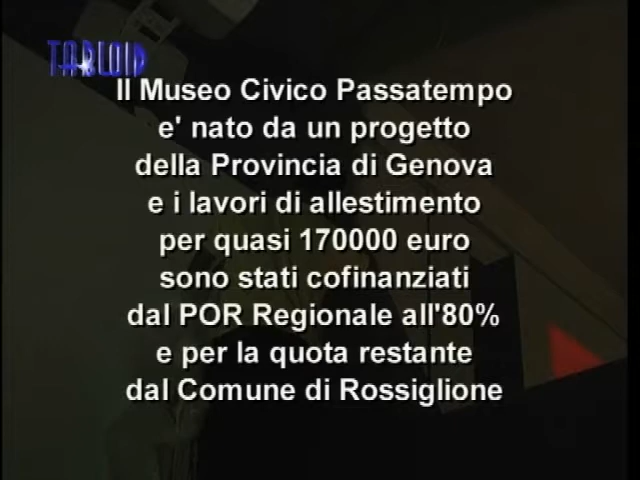 TABLOID
Il Museo Civico Passatempo
e' nato da un progetto
della Provincia di Genova
e i lavori di allestimento
per quasi 170000 euro
sono stati cofinanziati
dal POR Regionale all'80%
e per la quota restante
dal Comune di Rossiglione